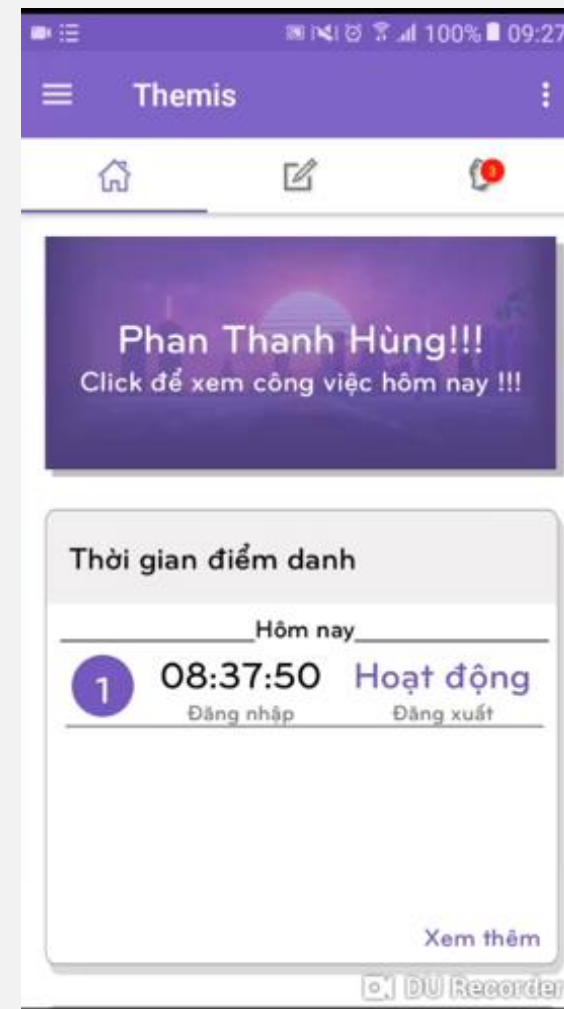 100% 09:27
Themis
3
Phan Thanh Hùng!!!
Click để xem công việc hôm nay !!!
Thời gian điểm danh
Hôm nay
1 08:37:50 Hoạt động
Đăng nhập Đăng xuất
Xem thêm
DU Recorder